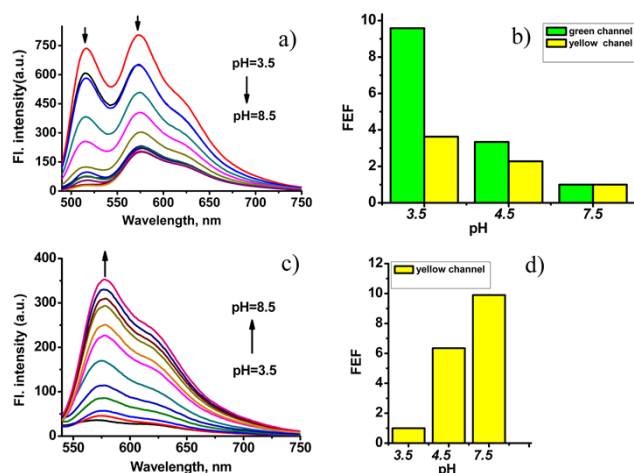 a)
Fl. intensity(a.u.)
750
600
450
300
150
0
pH=3.5
pH=8.5
500
550
600
650
700
750
Wavelength, nm
b)
green channel
yellow chanel
FEF
10
8
6
4
2
0
3.5
4.5
7.5
pH
c)
Fl. intensity (a.u.)
400
300
200
100
0
pH=8.5
pH=3.5
550
600
650
700
750
Wavelength, nm
d)
yellow channel
FEF
12
10
8
6
4
2
0
3.5
4.5
7.5
pH